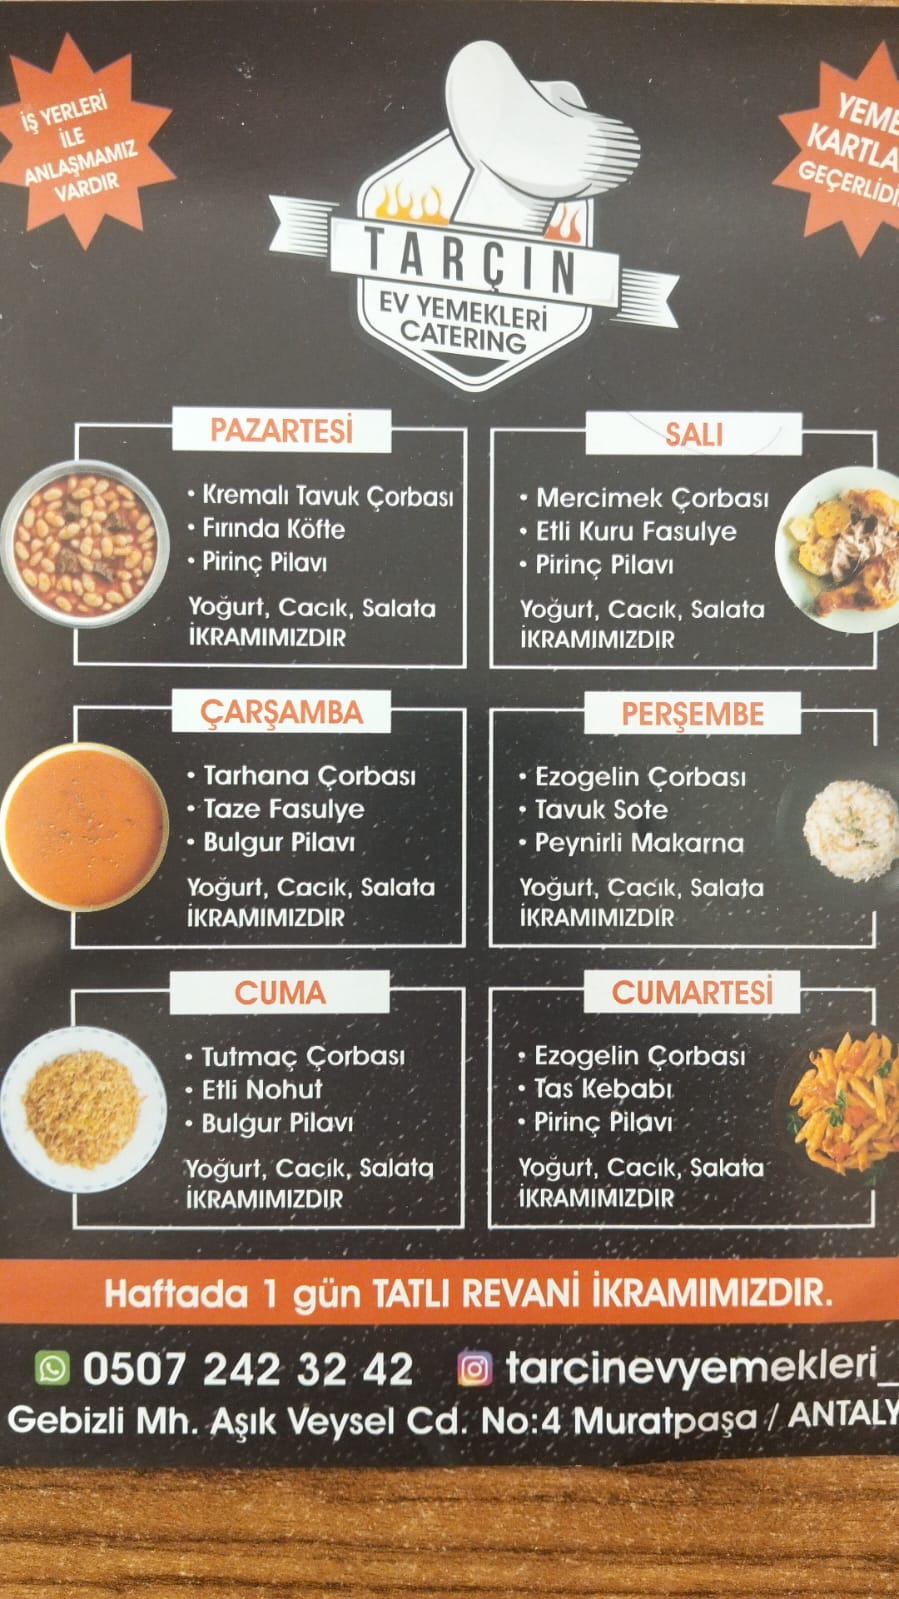 İŞ YERLERİ
İLE
ANLAŞMAMIZ
VARDIR
KARTLA
GEÇERLİDİ
TARÇIN
EV YEMEKLERİ
CATERING
PAZARTESİ
• Kremalı Tavuk Çorbası
• Fırında Köfte
• Pirinç Pilavı
Yoğurt, Cacık, Salata
İKRAMIMIZDIR
SALI
• Mercimek Çorbası
• Etli Kuru Fasulye
• Pirinç Pilavı
Yoğurt, Cacık, Salata
İKRAMIMIZDIR
ÇARŞAMBA
• Tarhana Çorbası
• Taze Fasulye
• Bulgur Pilavı
Yoğurt, Cacık, Salata
İKRAMIMIZDIR
PERŞEMBE
• Ezogelin Çorbası
• Tavuk Sote
• Peynirli Makarna
Yoğurt, Cacık, Salata
İKRAMIMIZDIR
CUMA
• Tutmaç Çorbası
• Etli Nohut
• Bulgur Pilavı
Yoğurt, Cacık, Salata
İKRAMIMIZDIR
CUMARTESİ
• Ezogelin Çorbası
• Tas Kebabı
• Pirinç Pilavı
Yoğurt, Cacık, Salata
İKRAMIMIZDIR
Haftada 1 gün TATLI REVANİ İKRAMIMIZDIR.
0507 242 32 42 tarcinevyemekleri_
Gebizli Mh. Aşık Veysel Cd. No:4 Muratpaşa / ANTALY